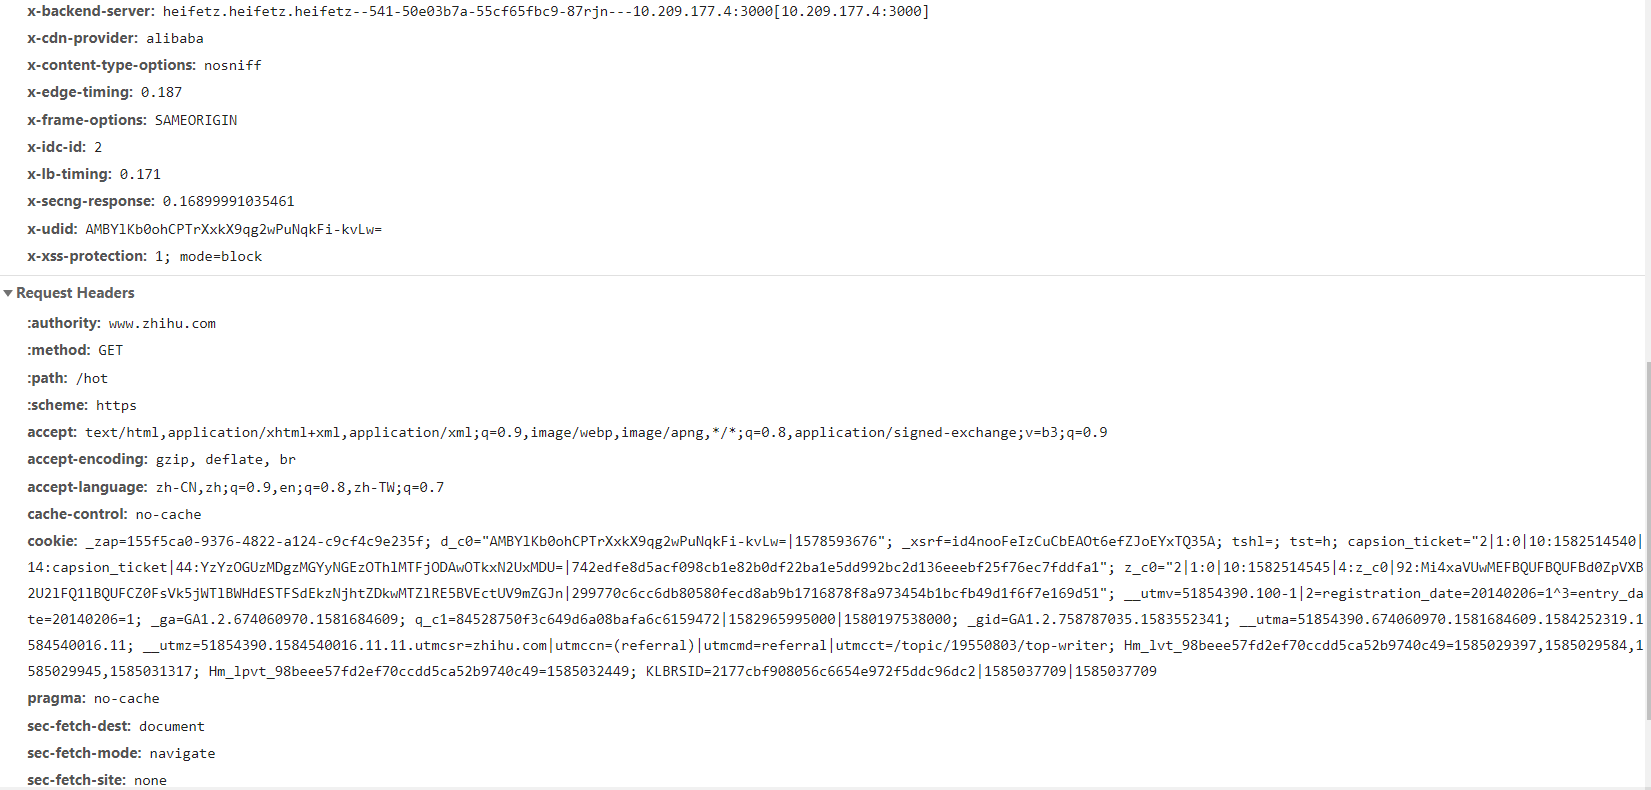 x-backend-server: heifetz.heifetz.heifetz--541-50e03b7a-55cf65fbc9-87rjn---10.209.177.4:3000[10.209.177.4:3000]
x-cdn-provider: alibaba
x-content-type-options: nosniff
x-edge-timing: 0.187
x-frame-options: SAMEORIGIN
x-idc-id: 2
x-lb-timing: 0.171
x-secng-response: 0.16899991035461
x-udid: AMBYlKb0ohCPTrXxkX9qg2wPuNqkFi-kvLw=
x-xss-protection: 1; mode=block
Request Headers
:authority: www.zhihu.com
:method: GET
:path: /hot
:scheme: https
accept: text/html,application/xhtml+xml,application/xml;q=0.9,image/webp,image/apng,*/*;q=0.8,application/signed-exchange;v=b3;q=0.9
accept-encoding: gzip, deflate, br
accept-language: zh-CN,zh;q=0.9,en;q=0.8,zh-TW;q=0.7
cache-control: no-cache
cookie: _zap=155f5ca0-9376-4822-a124-c9cf4c9e235f; d_c0="AMBYlKb0ohCPTrXxkX9qg2wPuNqkFi-kvLw=|1578593676"; _xsrf=id4nooFeIzCuCbEAOt6efZJoEYxTQ35A; tshl=; tst=h; capsion_ticket="2|1:0|10:1582514540|
14:capsion_ticket|44:YzYzOGUzMDgzMGYyNGEzOThlMTFjODAwOTkxN2UxMDU=|742edfe8d5acf098cb1e82b0df22ba1e5dd992bc2d136eeebf25f76ec7fddfa1"; z_c0="2|1:0|10:1582514545|4:z_c0|92:Mi4xaVUwMEFBQUFBQUFBd0ZpVXB
2U2lFQ1lBQUFCZ0FsVk5jWTlBWHdESTFSdEkzNjhtZDkwMTZlRE5BVEctUV9mZGJn|299770c6cc6db80580fecd8ab9b1716878f8a973454b1bcfb49d1f6f7e169d51"; __utmv=51854390.100-1|2=registration_date=20140206=1^3=entry_da
te=20140206=1; _ga=GA1.2.674060970.1581684609; q_c1=84528750f3c649d6a08bafa6c6159472|1582965995000|1580197538000; _gid=GA1.2.758787035.1583552341; __utma=51854390.674060970.1581684609.1584252319.1
584540016.11; __utmz=51854390.1584540016.11.11.utmcsr=zhihu.com|utmccn=(referral)|utmcmd=referral|utmcct=/topic/19550803/top-writer; Hm_lvt_98beee57fd2ef70ccdd5ca52b9740c49=1585029397,1585029584,1
585029945,1585031317; Hm_lpvt_98beee57fd2ef70ccdd5ca52b9740c49=1585032449; KLBRSID=2177cbf908056c6654e972f5ddc96dc2|1585037709|1585037709
pragma: no-cache
sec-fetch-dest: document
sec-fetch-mode: navigate
sec-fetch-site: none